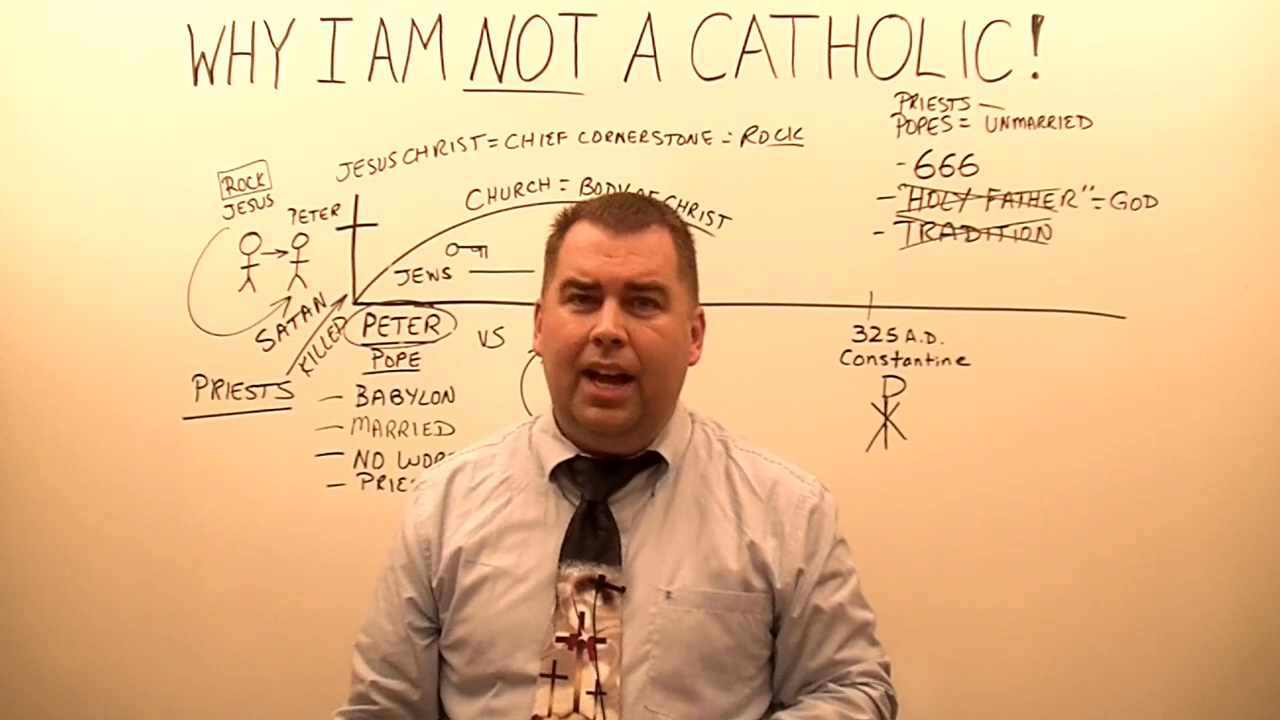 WHY I AM NOT A CATHOLIC!
PRIESTS —
POPES = UNMARRIED
- 666
- "HOLY FATHER" = GOD
- TRADITION
JESUS CHRIST = CHIEF CORNERSTONE = ROCK
CHURCH = BODY OF CHRIST
ROCK
JESUS
PETER
JEWS
SATAN
KILLED
PRIESTS
PETER
VS
POPE
- BABYLON
- MARRIED
- NO
- 
325 A.D.
Constantine